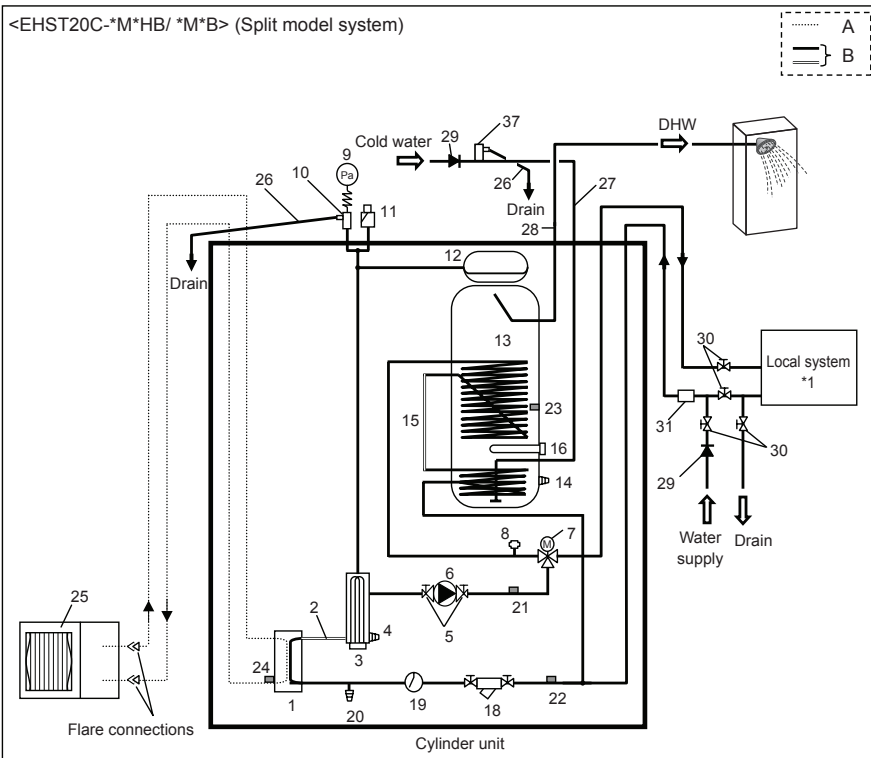 <EHST20C-*M*HB/ *M*B> (Split model system)
A
B
DHW
37
29
Cold water
9
Pa
10
11
26
26
27
Drain
28
12
Drain
13
30
Local system
*1
23
15
31
16
30
14
29
8
7
M
Water
supply
Drain
6
25
2
21
4
5
3
24
22
20
19
18
1
Flare connections
Cylinder unit